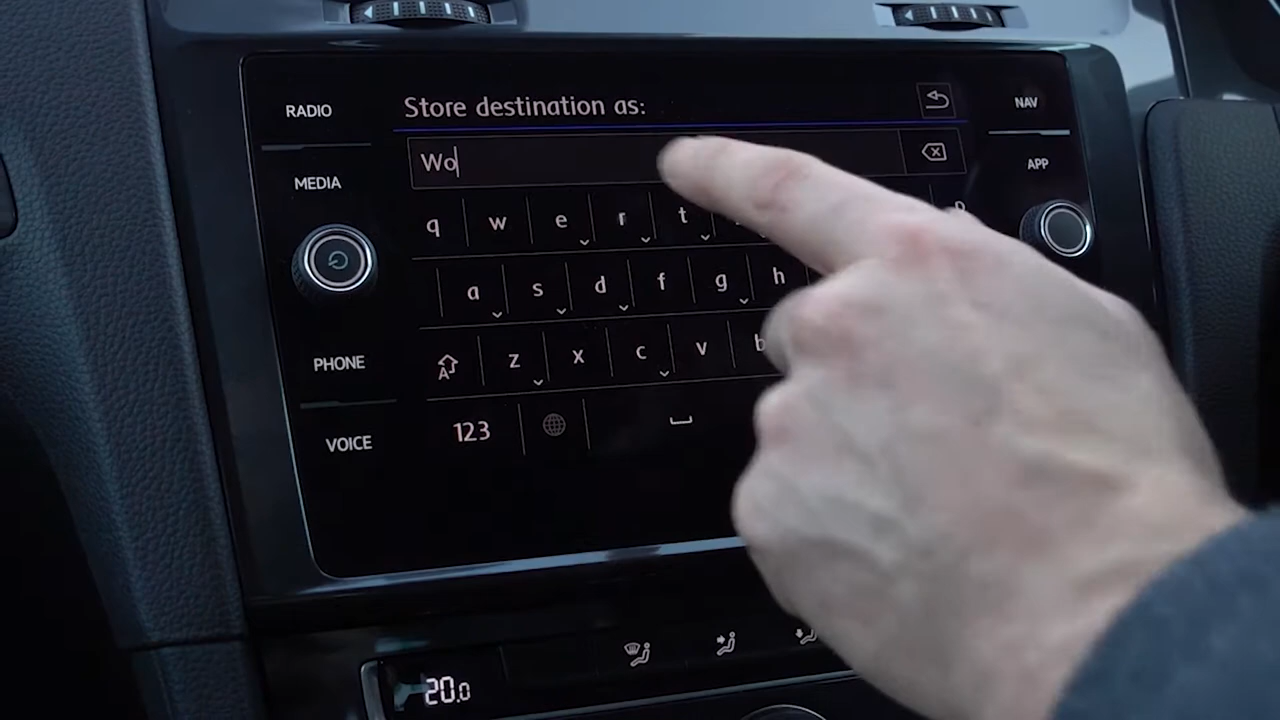 RADIO
Store destination as:
NAV
MEDIA
Wo
APP
q w e r t
a s d f g h
PHONE
A z x c v b
VOICE
123
20.0